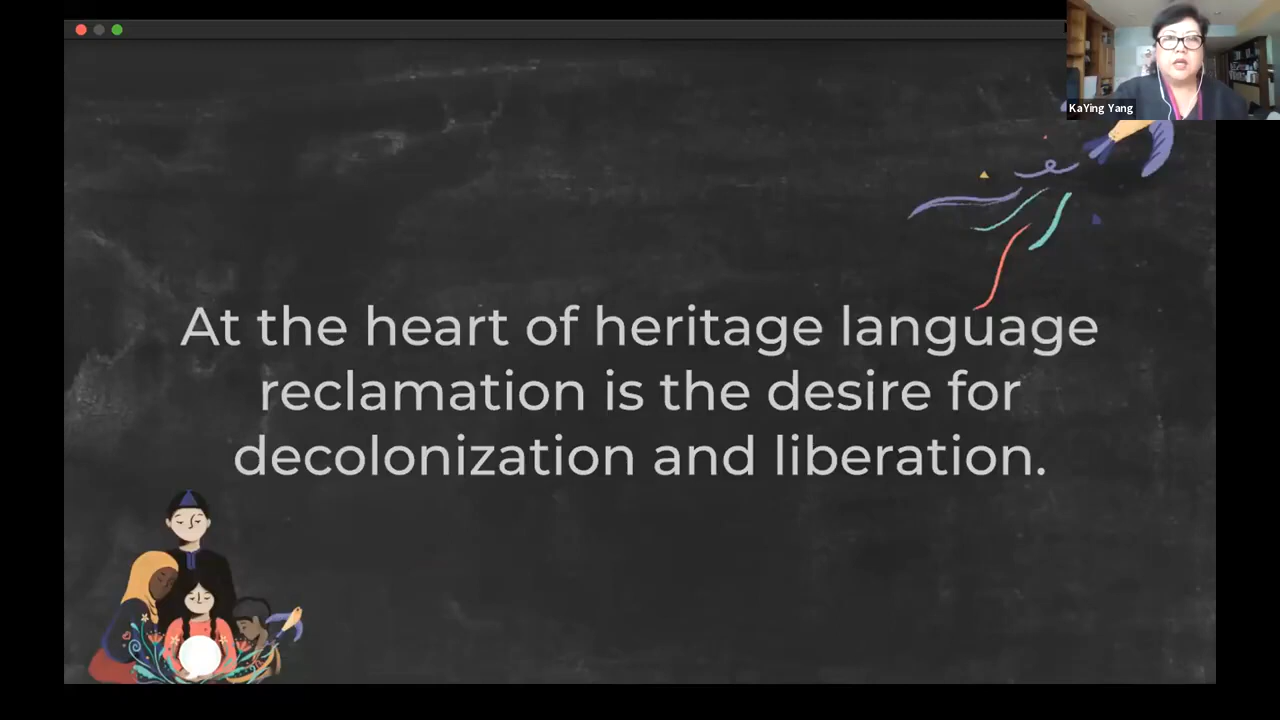 KaYing Yang
At the heart of heritage language
reclamation is the desire for
decolonization and liberation.